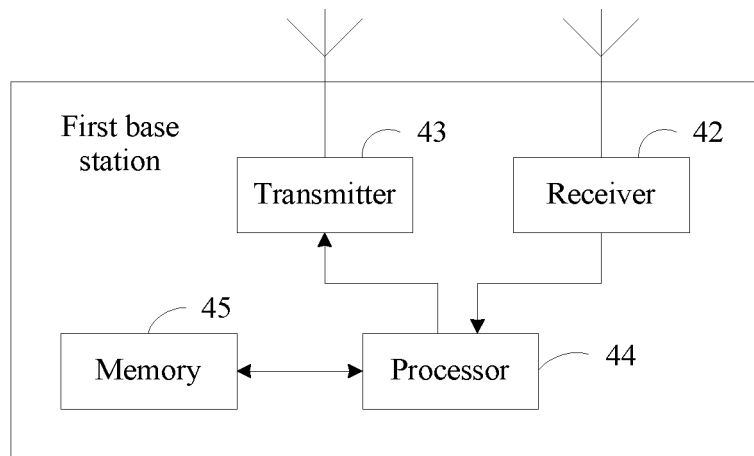 First base
station
43
42
Transmitter
Receiver
45
44
Memory
Processor